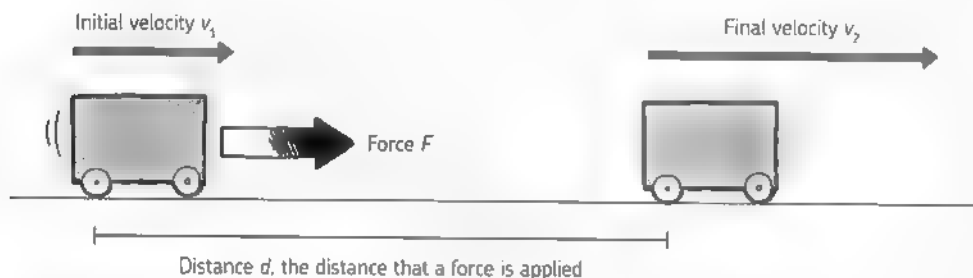 Initial velocity v₁
Final velocity v₂
Force F
Distance d, the distance that a force is applied